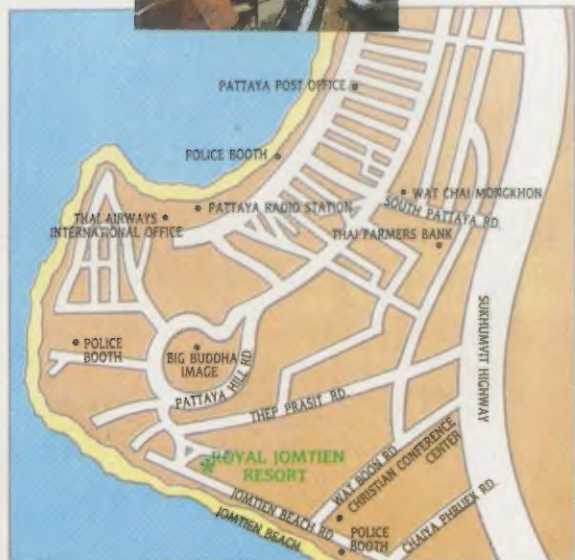 PATTAYA POST OFFICE
POLICE BOOTH
WAT CHAI MONGKHON
PATTAYA RADIO STATION
SOUTH PATTAYA RD.
THAI AIRWAYS
INTERNATIONAL OFFICE
THAI FARMERS BANK
SUKHUMVIT HIGHWAY
POLICE
BOOTH
BIG BUDDHA
IMAGE
PATTAYA HILL RD
THEP PRASIT RD.
ROYAL JOMTIEN
RESORT
WAT BOON RD.
CHRISTIAN CONFERENCE
CENTER
JOMTIEN BEACH RD.
JOMTIEN BEACH
POLICE
BOOTH
CHAIYA PHRUEK RD.